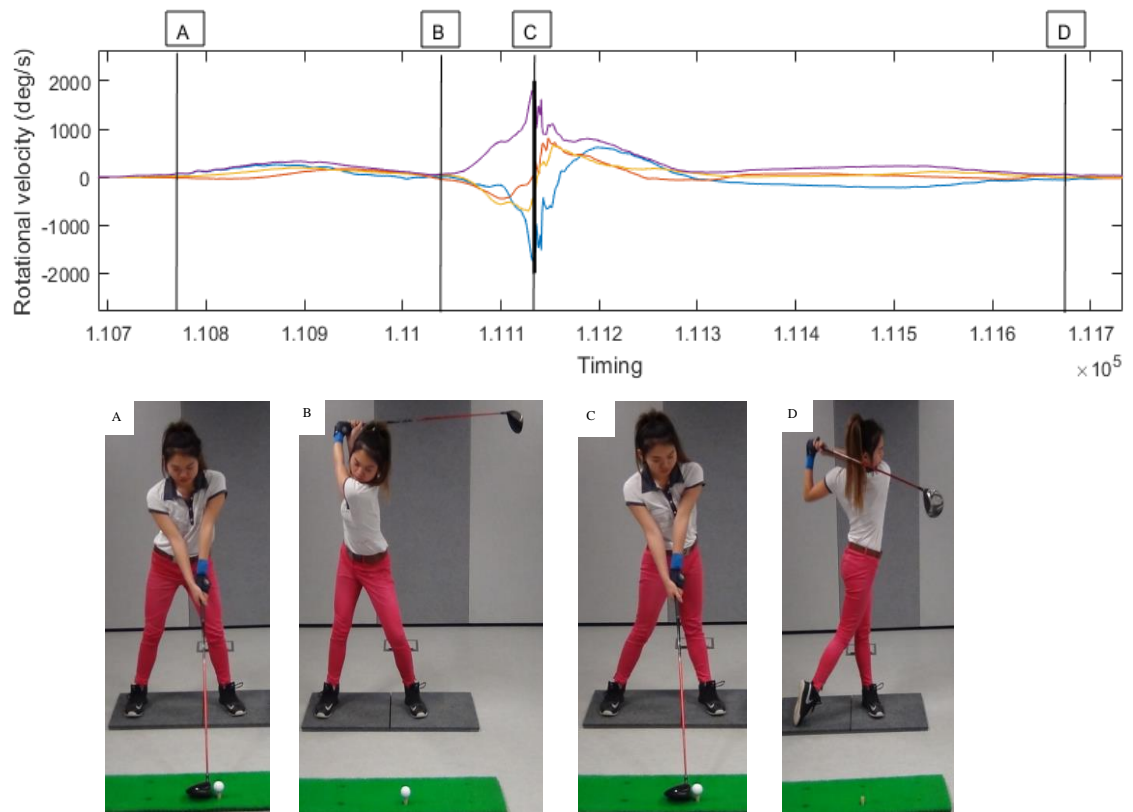 A B C D
Rotational velocity (deg/s)
2000
1000
0
-1000
-2000
1.107 1.108 1.109 1.11 1.111 1.112 1.113 1.114 1.115 1.116 1.117
Timing
× 10⁵
A B C D